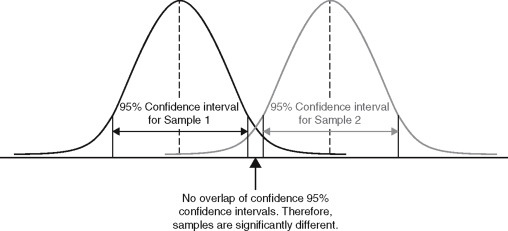 95% Confidence interval
for Sample 1
95% Confidence interval
for Sample 2
No overlap of confidence 95%
confidence intervals. Therefore,
samples are significantly different.